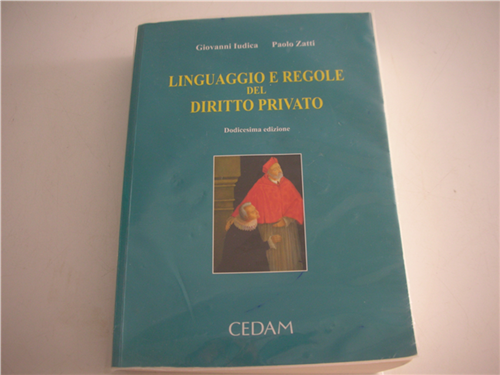 Giovanni Iudica Paolo Zatti
LINGUAGGIO E REGOLE
DEL
DIRITTO PRIVATO
Dodicesima edizione
CEDAM